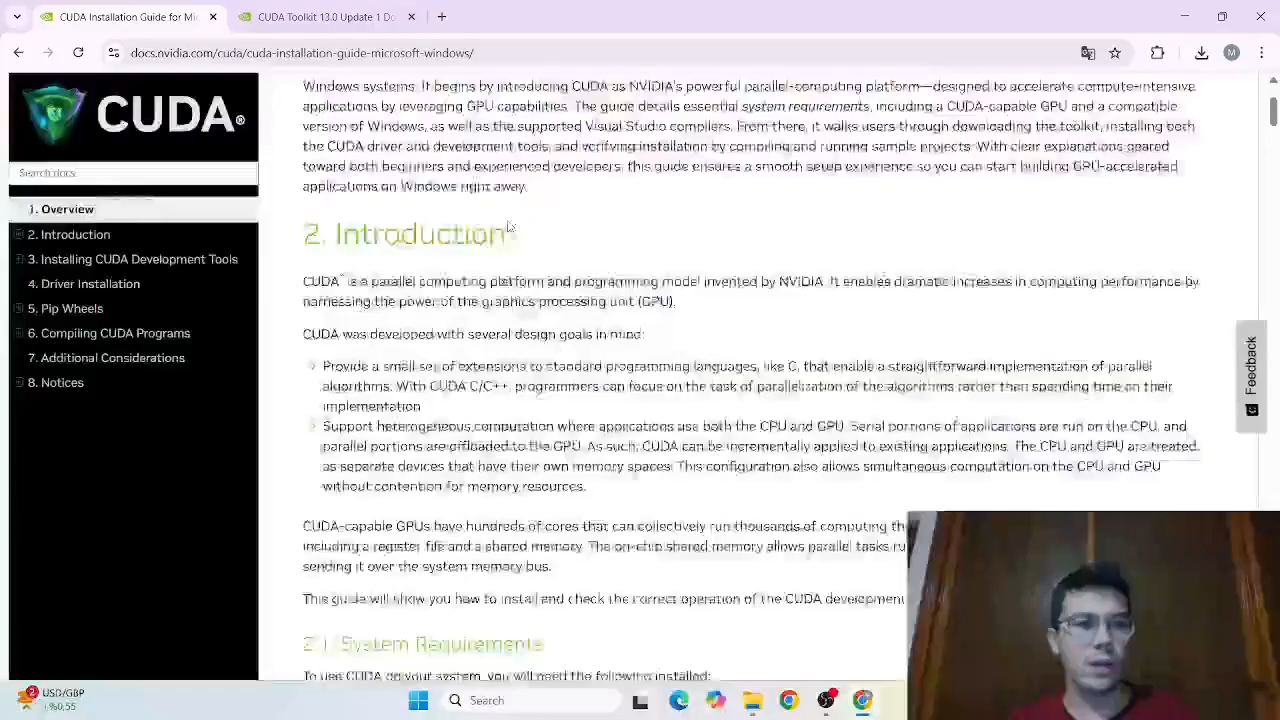 CUDA Installation Guide for Mic
CUDA Toolkit 13.0 Update 1 Do
docs.nvidia.com/cuda/cuda-installation-guide-microsoft-windows/
M
CUDA®
Search docs
1. Overview
2. Introduction
3. Installing CUDA Development Tools
4. Driver Installation
5. Pip Wheels
6. Compiling CUDA Programs
7. Additional Considerations
8. Notices
Windows systems. It begins by introducing CUDA as NVIDIA's powerful parallel-computing platform—designed to accelerate compute-intensive
applications by leveraging GPU capabilities. The guide details essential system requirements, including a CUDA-capable GPU and a compatible
version of Windows, as well as the supported Visual Studio compilers. From there, it walks users through downloading the toolkit, installing both
the CUDA driver and development tools, and verifying installation by compiling and running sample projects. With clear explanations geared
toward both beginners and experienced developers, this guide ensures a smooth setup experience so you can start building GPU-accelerated
applications on Windows right away.
2. Introduction
CUDA® is a parallel computing platform and programming model invented by NVIDIA. It enables dramatic increases in computing performance by
harnessing the power of the graphics processing unit (GPU).
CUDA was developed with several design goals in mind:
Provide a small set of extensions to standard programming languages, like C, that enable a straightforward implementation of parallel
algorithms. With CUDA C/C++, programmers can focus on the task of parallelization of the algorithms rather than spending time on their
implementation.
Support heterogeneous computation where applications use both the CPU and GPU. Serial portions of applications are run on the CPU, and
parallel portions are offloaded to the GPU. As such, CUDA can be incrementally applied to existing applications. The CPU and GPU are treated
as separate devices that have their own memory spaces. This configuration also allows simultaneous computation on the CPU and GPU
without contention for memory resources.
CUDA-capable GPUs have hundreds of cores that can collectively run thousands of computing th
including a register file and a shared memory. The on-chip shared memory allows parallel tasks ru
sending it over the system memory bus.
This guide will show you how to install and check the correct operation of the CUDA developmen
2.1. System Requirements
To use CUDA on your system, you will need the following installed:
Feedback
2
USD/GBP
Search